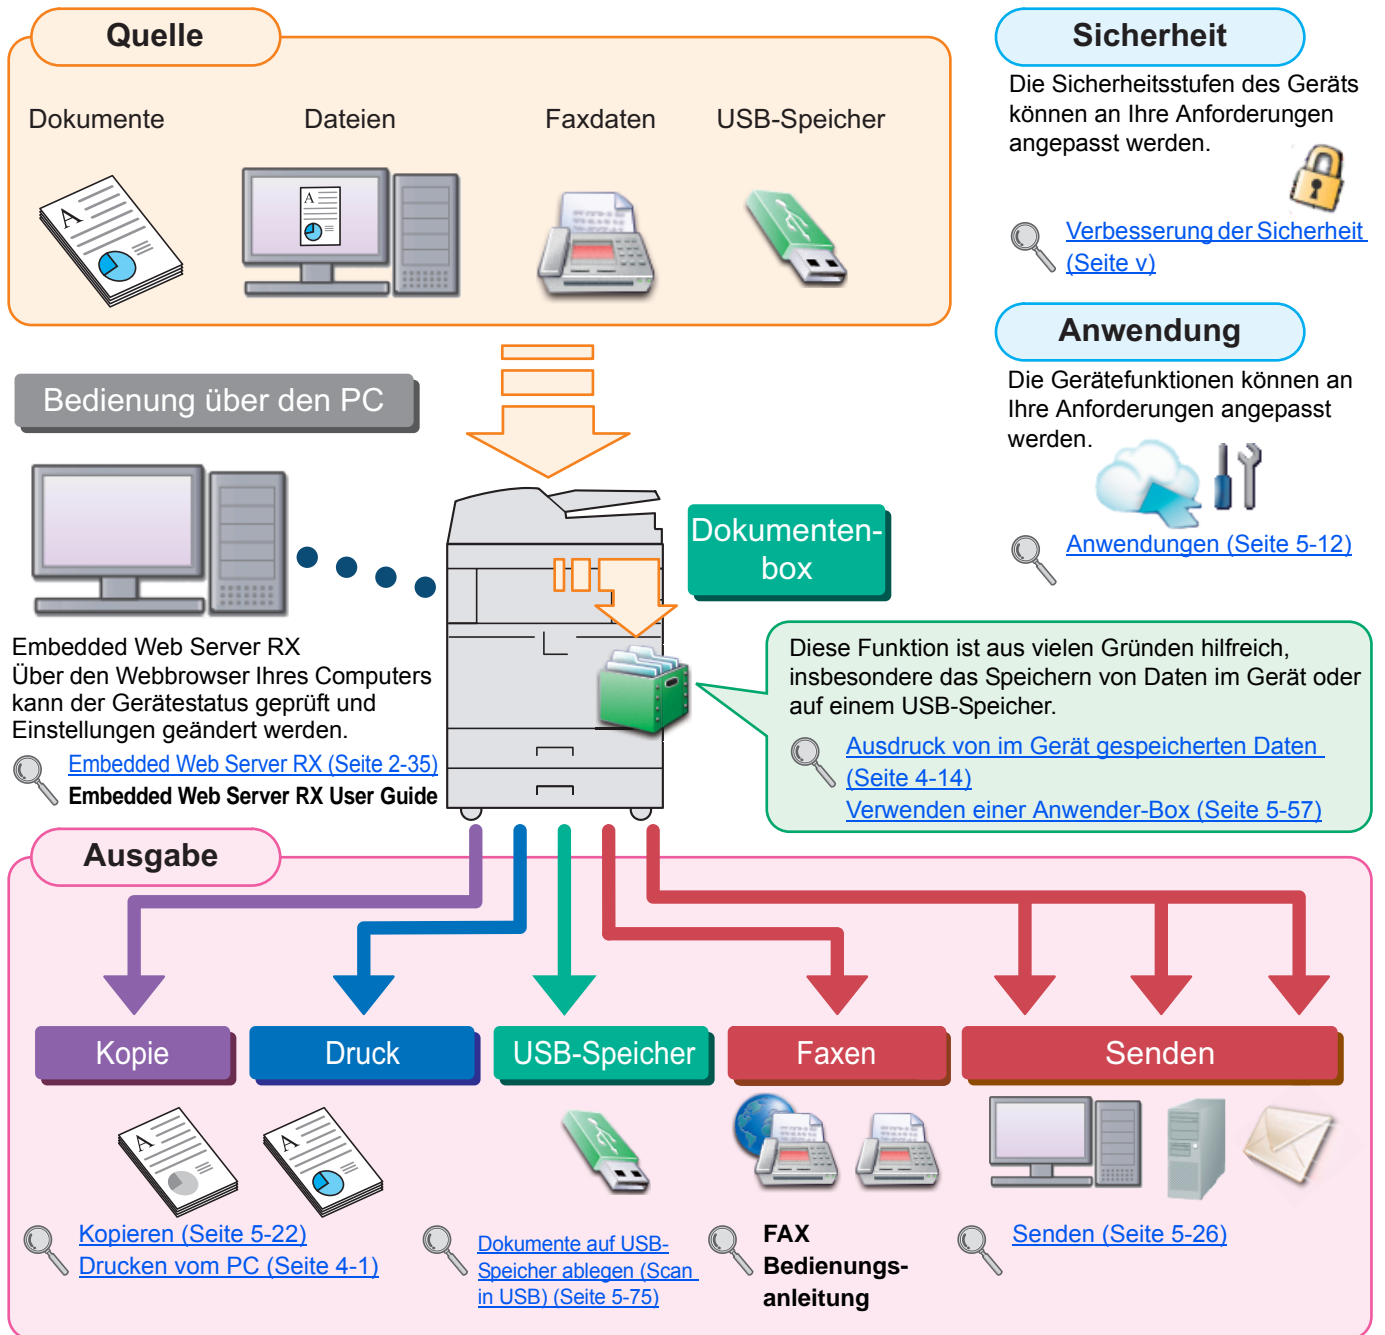 Quelle
Dokumente
Dateien
Faxdaten
USB-Speicher
Sicherheit
Die Sicherheitsstufen des Geräts
können an Ihre Anforderungen
angepasst werden.
Verbesserung der Sicherheit
(Seite v)
Anwendung
Die Gerätefunktionen können an
Ihre Anforderungen angepasst
werden.
Anwendungen (Seite 5-12)
Bedienung über den PC
Embedded Web Server RX
Über den Webbrowser Ihres Computers
kann der Gerätestatus geprüft und
Einstellungen geändert werden.
Embedded Web Server RX (Seite 2-35)
Embedded Web Server RX User Guide
Dokumenten-
box
Diese Funktion ist aus vielen Gründen hilfreich,
insbesondere das Speichern von Daten im Gerät oder
auf einem USB-Speicher.
Ausdruck von im Gerät gespeicherten Daten
(Seite 4-14)
Verwenden einer Anwender-Box (Seite 5-57)
Ausgabe
Kopie
Druck
USB-Speicher
Faxen
Senden
A
A
Kopieren (Seite 5-22)
Drucken vom PC (Seite 4-1)
Dokumente auf USB-
Speicher ablegen (Scan
in USB) (Seite 5-75)
FAX
Bedienungs-
anleitung
Senden (Seite 5-26)